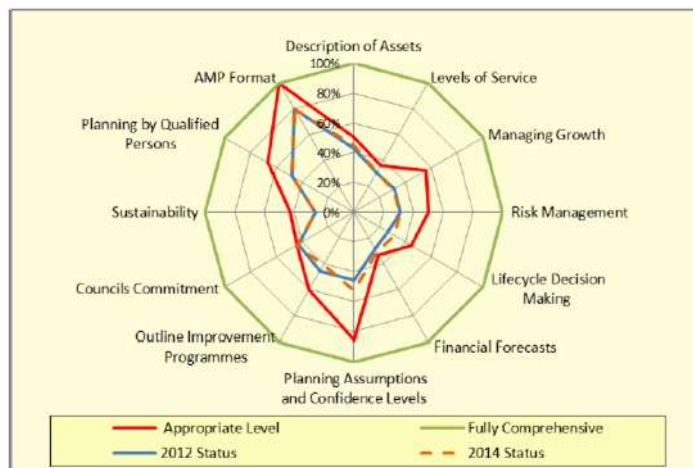 Description of Assets
100%
AMP Format
Levels of Service
80%
60%
Planning by Qualified
Persons
Managing Growth
40%
20%
Sustainability
0%
Risk Management
Councils Commitment
Lifecycle Decision
Making
Outline Improvement
Programmes
Financial Forecasts
Planning Assumptions
and Confidence Levels
Appropriate Level
Fully Comprehensive
2012 Status
2014 Status